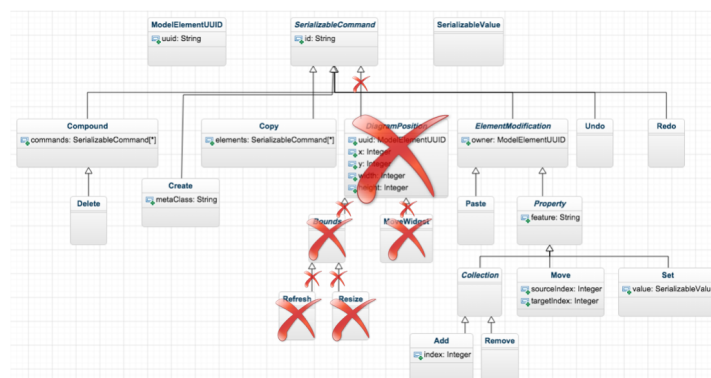 ModelElementUUID
uuid: String
SerializableCommand
id: String
SerializableValue
Compound
commands: SerializableCommand[*]
Copy
elements: SerializableCommand[*]
DiagramPosition
uuid: ModelElementUUID
x: Integer
y: Integer
width: Integer
height: Integer
ElementModification
owner: ModelElementUUID
Undo
Redo
Delete
Create
metaClass: String
Bounds
MoveWidget
Paste
Property
feature: String
Refresh
Resize
Collection
Move
sourceIndex: Integer
targetIndex: Integer
Set
value: SerializableValu
Add
index: Integer
Remove